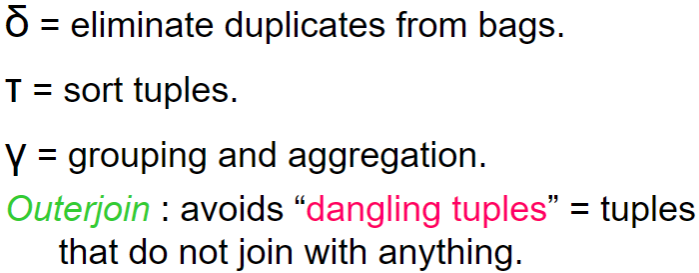 δ = eliminate duplicates from bags.
τ = sort tuples.
γ = grouping and aggregation.
Outerjoin : avoids “dangling tuples” = tuples
that do not join with anything.